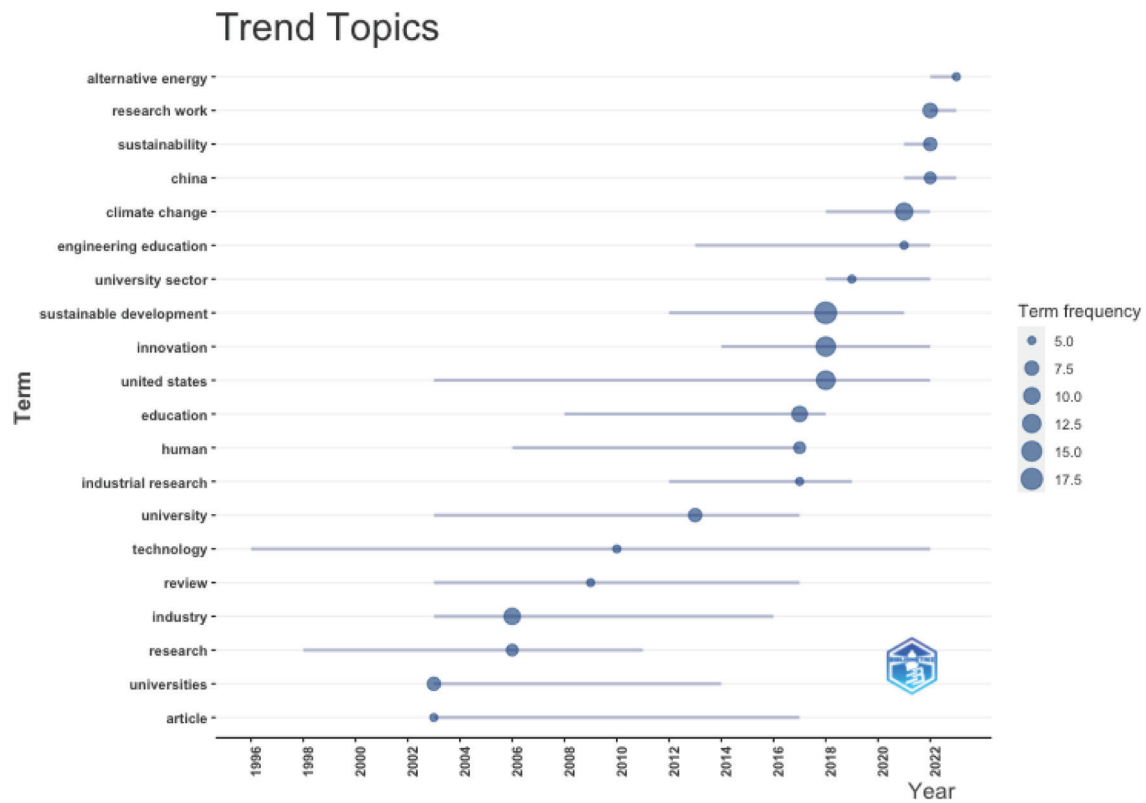 Trend Topics
alternative energy
research work
sustainability
china
climate change
engineering education
university sector
sustainable development
innovation
united states
education
human
industrial research
university
technology
review
industry
research
universities
article
Term
Term frequency
5.0
7.5
10.0
12.5
15.0
17.5
1996
1998
2000
2002
2004
2006
2008
2010
2012
2014
2016
2018
2020
2022
Year